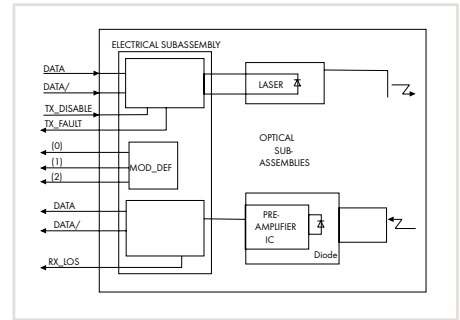 ELECTRICAL SUBASSEMBLY
DATA
DATA/
TX_DISABLE
TX_FAULT
LASER
(0)
(1)
(2)
MOD_DEF
OPTICAL
SUB-
ASSEMBLIES
DATA
DATA/
RX_LOS
PRE-
AMPLIFIER
IC
Diode